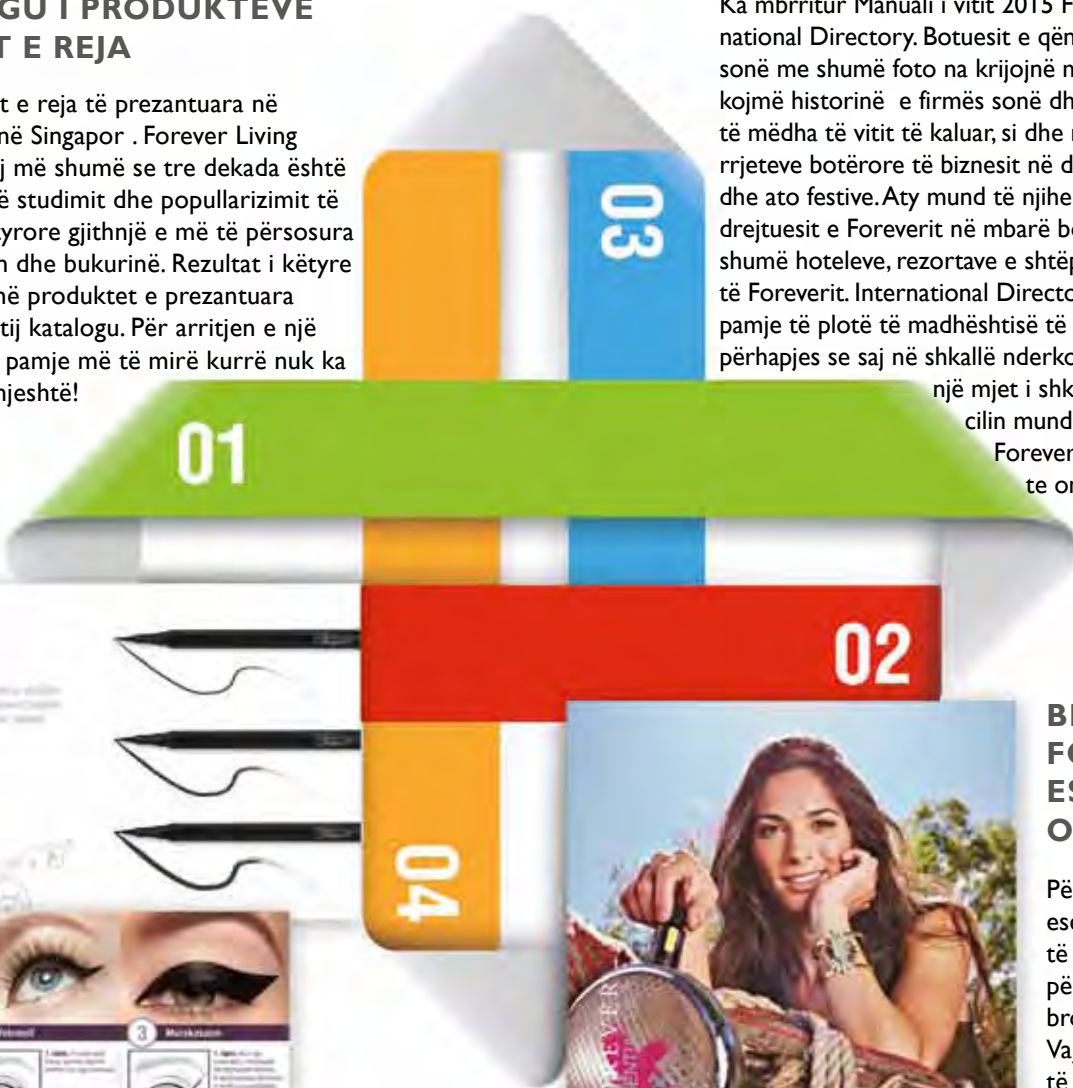 GU I PRODUKTEVE
T E REJA
t e reja të prezantuara në
në Singapor . Forever Living
j më shumë se tre dekada është
ë studimit dhe popullarizimit të
yrore gjithnjë e më të përsosura
n dhe bukurinë. Rezultat i këtyre
në produktet e prezantuara
tij katalogu. Për arritjen e një
pamje më të mirë kurrë nuk ka
njeshtë!
Ka mbrritur Manuali i vitit 2015 F
national Directory. Botuesit e qën
sonë me shumë foto na krijojnë n
kojmë historinë e firmës sonë dh
të mëdha të vitit të kaluar, si dhe
rrjeteve botërore të biznesit në d
dhe ato festive. Aty mund të njihe
drejtuesit e Foreverit në mbarë b
shumë hoteleve, rezortave e shtëp
të Foreverit. International Directo
pamje të plotë të madhështisë të
përhapjes se saj në shkallë nderko
një mjet i shk
cilin mund
Forever
te o
03
01
02
04
3
FO
ES
O
Pë
ese
të
pë
bro
Va
të